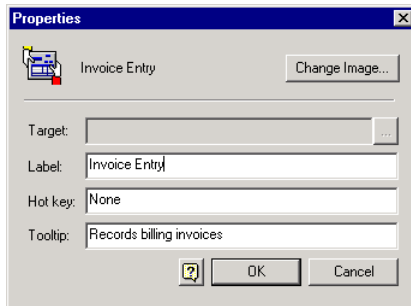 Properties
Invoice Entry
Change Image...
Target:
...
Label: Invoice Entry
Hot key: None
Tooltip: Records billing invoices
?
OK Cancel